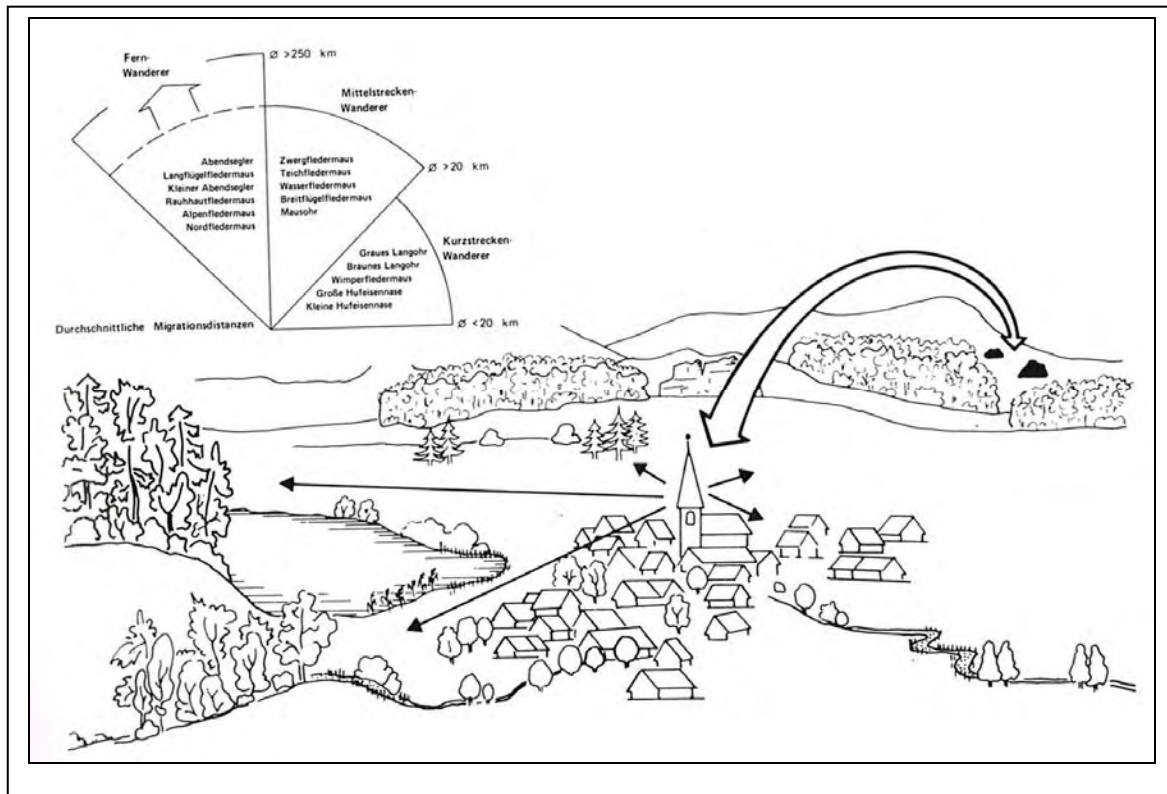 Fern-
Wanderer
Ø >250 km
Mittelstrecken-
Wanderer
Abendsegler
Langflügelfledermaus
Kleiner Abendsegler
Rauhhautfledermaus
Alpenfledermaus
Nordfledermaus
Zwergfledermaus
Teichfledermaus
Wasserfledermaus
Breitflügelfledermaus
Mausohr
Ø >20 km
Kurzstrecken-
Wanderer
Graues Langohr
Braunes Langohr
Wimperfledermaus
Große Hufeisennase
Kleine Hufeisennase
Durchschnittliche Migrationsdistanzen
Ø <20 km